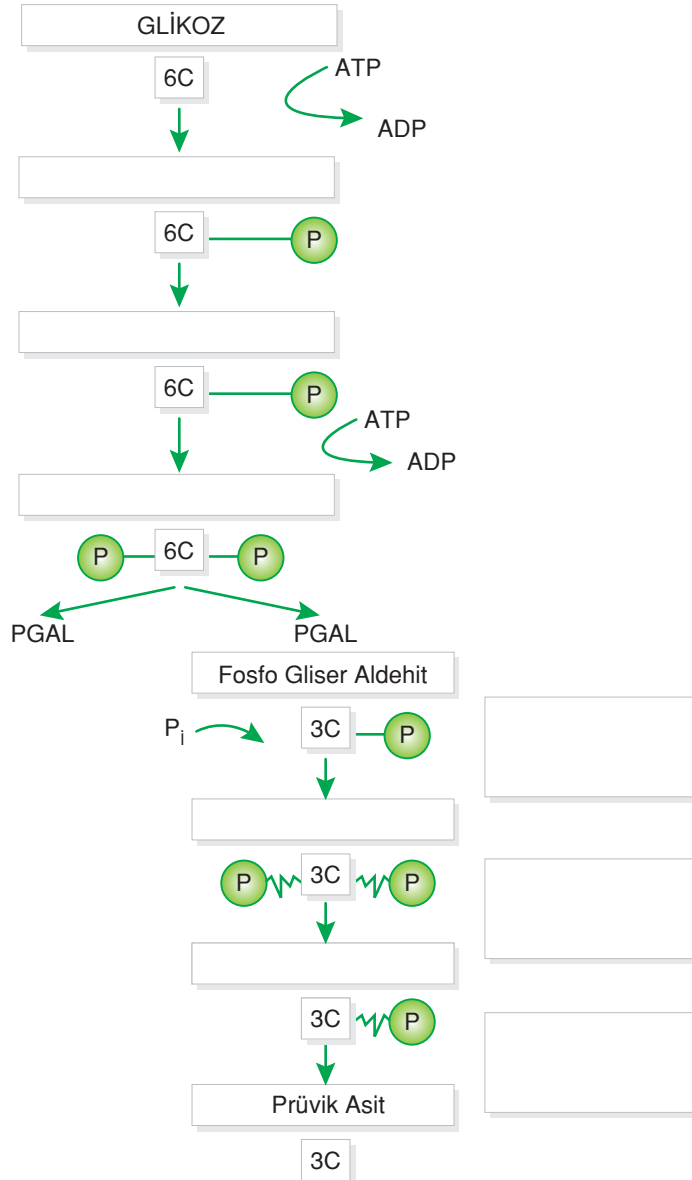 GLİKOZ
6C
ATP
ADP
6C
P
6C
P
ATP
ADP
P
6C
P
PGAL
PGAL
Fosfo Gliser Aldehit
Pİ
3C
P
P
3C
P
3C
P
Prüvik Asit
3C